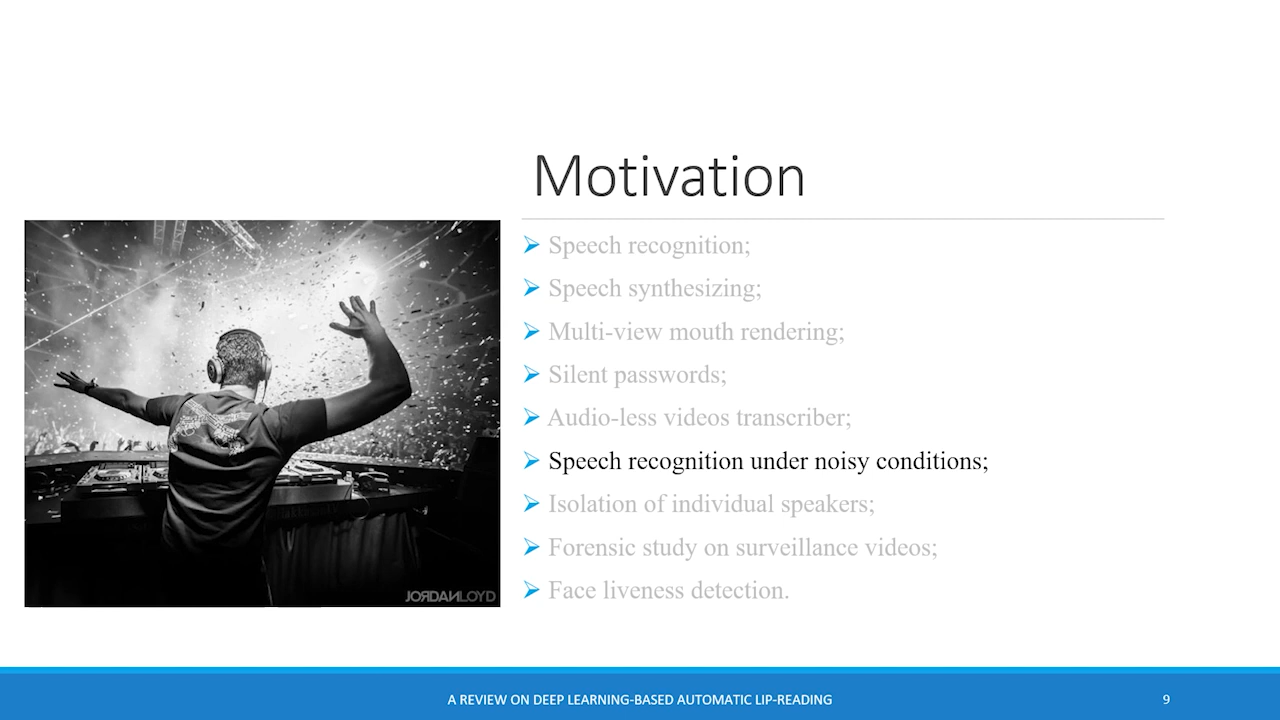 Motivation
Speech recognition;
Speech synthesizing;
Multi-view mouth rendering;
Silent passwords;
Audio-less videos transcriber;
Speech recognition under noisy conditions;
Isolation of individual speakers;
Forensic study on surveillance videos;
Face liveness detection.
JORDANLOYD
A REVIEW ON DEEP LEARNING-BASED AUTOMATIC LIP-READING
9